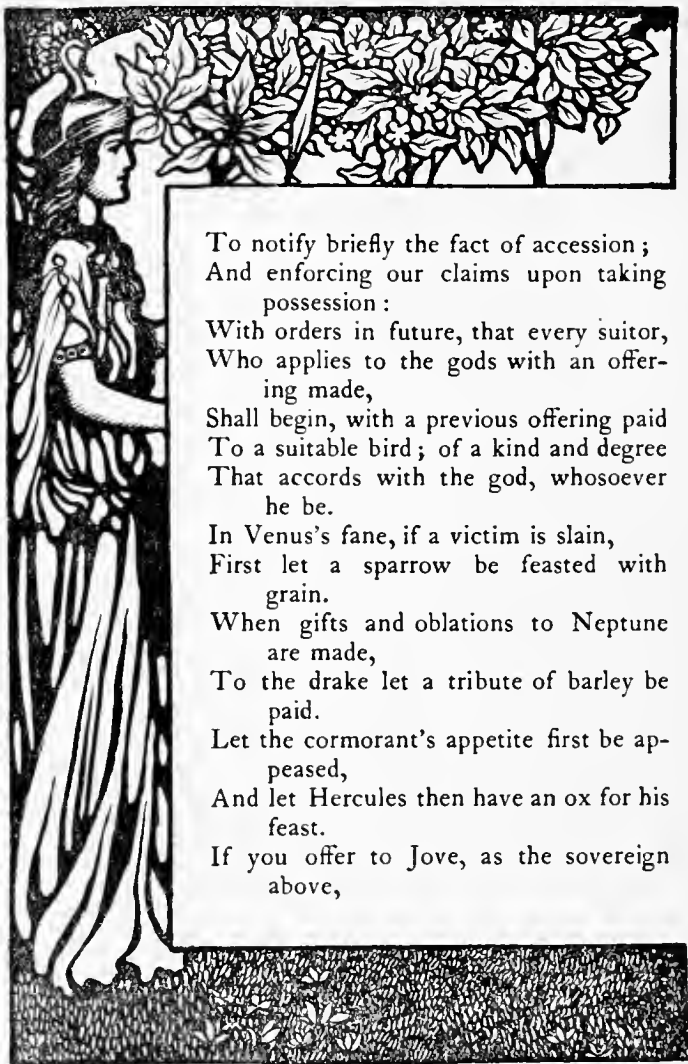 To notify briefly the fact of accession ;
And enforcing our claims upon taking
possession :
With orders in future, that every suitor,
Who applies to the gods with an offer-
ing made,
Shall begin, with a previous offering paid
To a suitable bird ; of a kind and degree
That accords with the god, whosoever
he be.
In Venus's fane, if a victim is slain,
First let a sparrow be feasted with
grain.
When gifts and oblations to Neptune
are made,
To the drake let a tribute of barley be
paid.
Let the cormorant's appetite first be ap-
peased,
And let Hercules then have an ox for his
feast.
If you offer to Jove, as the sovereign
above,